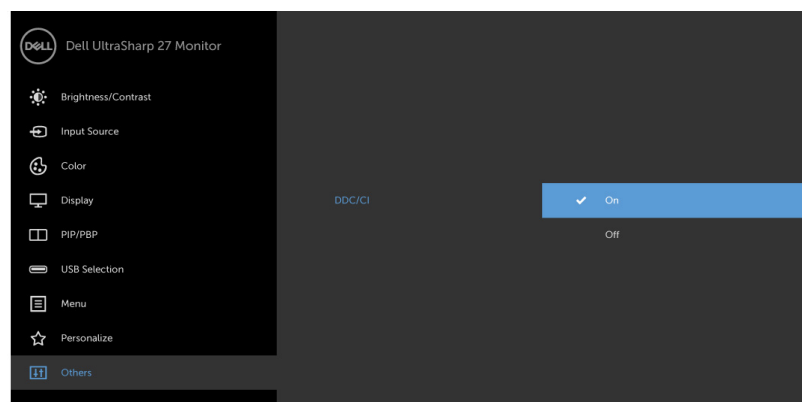 DELL Dell UltraSharp 27 Monitor
Brightness/Contrast
Input Source
Color
Display
DDC/CI
On
PIP/PBP
Off
USB Selection
Menu
Personalize
Others